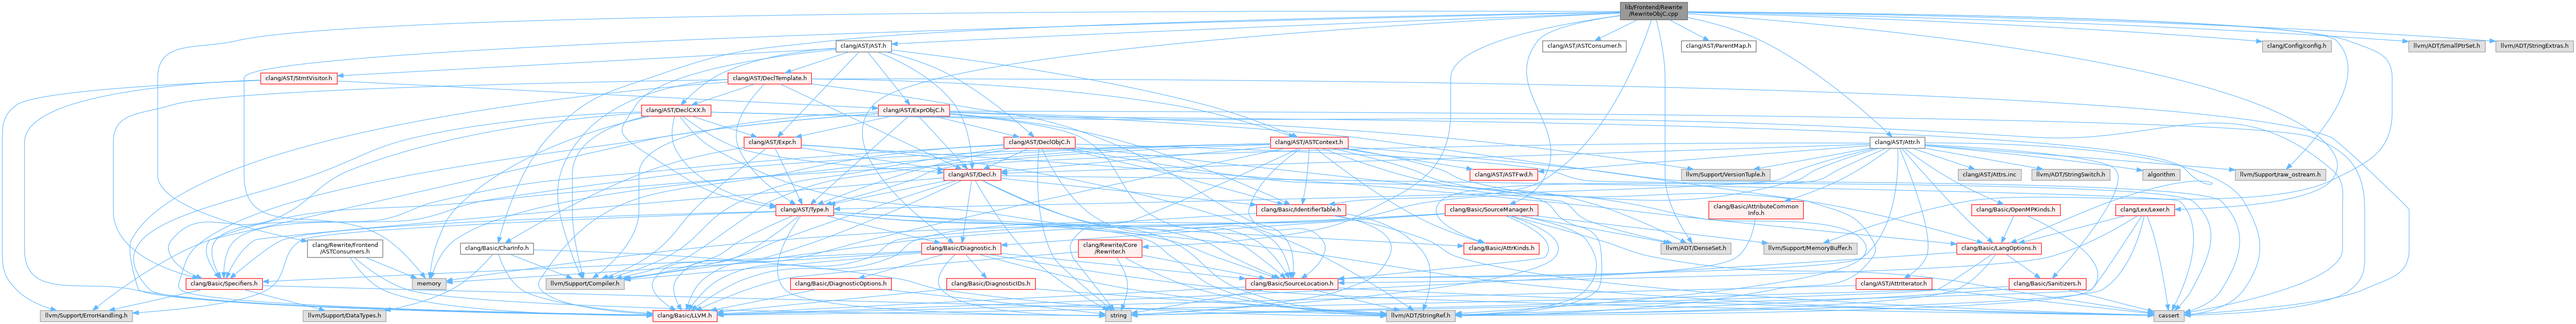 lib/Frontend/Rewrite
/RewriteObjC.cpp
clang/AST/AST.h
clang/AST/ASTConsumer.h
clang/AST/ParentMap.h
clang/Config/config.h
llvm/ADT/SmallPtrSet.h
llvm/ADT/StringExtras.h
clang/AST/StmtVisitor.h
clang/AST/DeclTemplate.h
clang/AST/DeclCXX.h
clang/AST/ExprObjC.h
clang/AST/Expr.h
clang/AST/DeclObjC.h
clang/AST/ASTContext.h
clang/AST/Attr.h
clang/AST/Decl.h
clang/AST/ASTFwd.h
llvm/Support/VersionTuple.h
clang/AST/Attrs.inc
llvm/ADT/StringSwitch.h
algorithm
llvm/Support/raw_ostream.h
clang/AST/Type.h
clang/Basic/IdentifierTable.h
clang/Basic/SourceManager.h
clang/Basic/AttributeCommon
Info.h
clang/Basic/OpenMPKinds.h
clang/Lex/Lexer.h
clang/Rewrite/Frontend
/ASTConsumers.h
clang/Basic/CharInfo.h
clang/Basic/Diagnostic.h
clang/Rewrite/Core
/Rewriter.h
clang/Basic/AttrKinds.h
llvm/ADT/DenseSet.h
llvm/Support/MemoryBuffer.h
clang/Basic/LangOptions.h
clang/Basic/Specifiers.h
memory
llvm/Support/Compiler.h
clang/Basic/DiagnosticOptions.h
clang/Basic/DiagnosticIDs.h
clang/Basic/SourceLocation.h
clang/AST/AttrIterator.h
clang/Basic/Sanitizers.h
llvm/Support/ErrorHandling.h
llvm/Support/DataTypes.h
clang/Basic/LLVM.h
string
llvm/ADT/StringRef.h
cassert